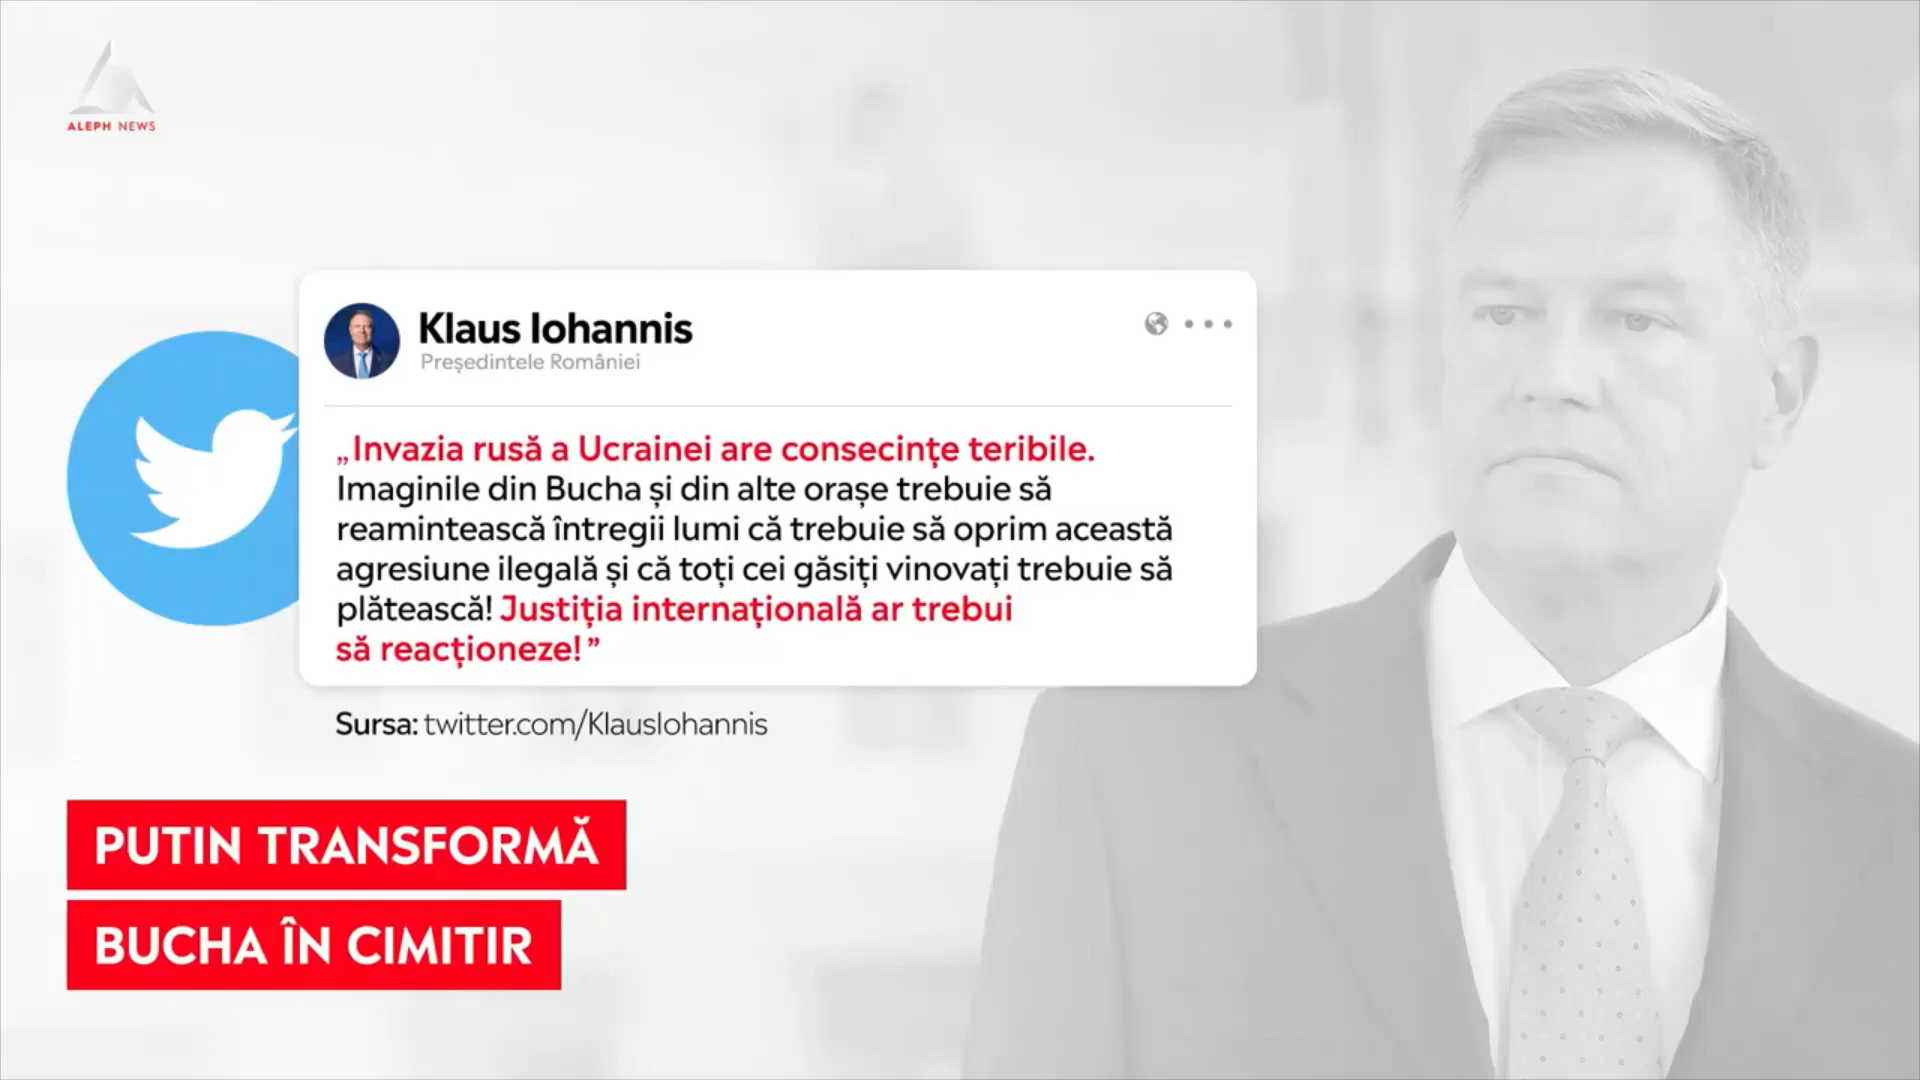 ALEPH NEWS
Klaus Iohannis
Președintele României
„Invazia rusă a Ucrainei are consecințe teribile.
Imaginile din Bucha și din alte orașe trebuie să
reamintească întregii lumi că trebuie să oprim această
agresiune ilegală și că toți cei găsiți vinovați trebuie să
plătească! Justiția internațională ar trebui
să reacționeze!”
Sursa: twitter.com/KlausIohannis
PUTIN TRANSFORMĂ
BUCHA ÎN CIMITIR